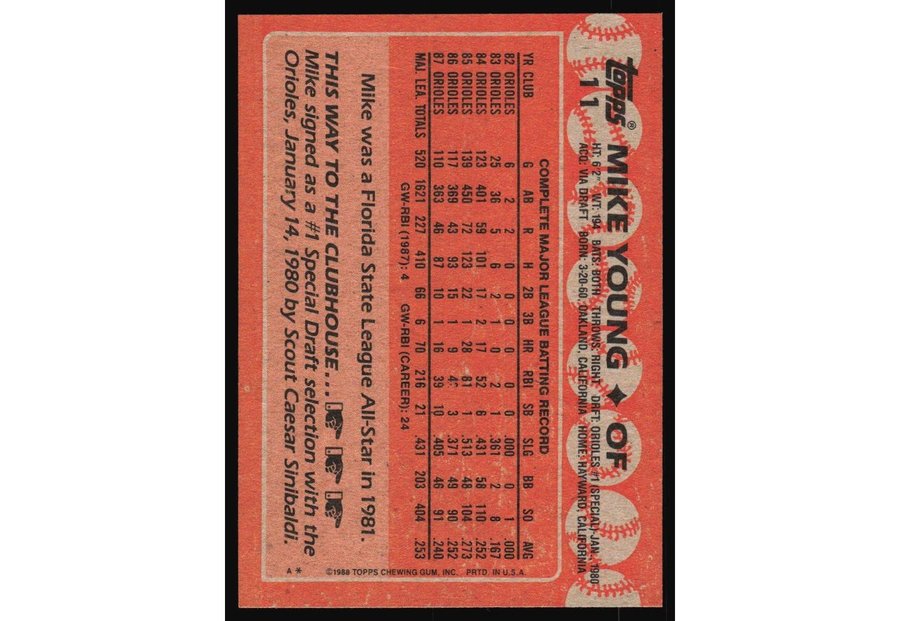 topps®
11
MIKE YOUNG ♦ OF
HT: 6'2" WT: 194 BATS: BOTH THROWS: RIGHT DRFT: ORIOLES #1 (SPECIAL)-JAN. 1980
ACQ: VIA DRAFT BORN: 3-20-60, OAKLAND, CALIFORNIA HOME: HAYWARD, CALIFORNIA
COMPLETE MAJOR LEAGUE BATTING RECORD
YR CLUB G AB R H 2B 3B HR RBI SB SLG BB SO AVG
82 ORIOLES 6 2 2 0 0 0 0 0 0 .000 0 1 .000
83 ORIOLES 25 36 5 6 2 1 0 2 1 .361 2 8 .167
84 ORIOLES 123 401 59 101 17 2 17 52 6 .431 58 110 .252
85 ORIOLES 139 450 72 123 22 1 28 81 1 .513 48 104 .273
86 ORIOLES 117 369 43 93 15 1 9 42 3 .371 49 90 .252
87 ORIOLES 110 363 46 87 10 1 16 39 10 .405 46 91 .240
MAJ. LEA. TOTALS 520 1621 227 410 66 6 70 216 21 .431 203 404 .253
GW-RBI (1987): 4 GW-RBI (CAREER): 24
Mike was a Florida State League All-Star in 1981.
THIS WAY TO THE CLUBHOUSE...
Mike signed as a #1 Special Draft selection with the
Orioles, January 14, 1980 by Scout Caesar Sinibaldi.
©1988 TOPPS CHEWING GUM, INC. PRTD. IN U.S.A.
A *